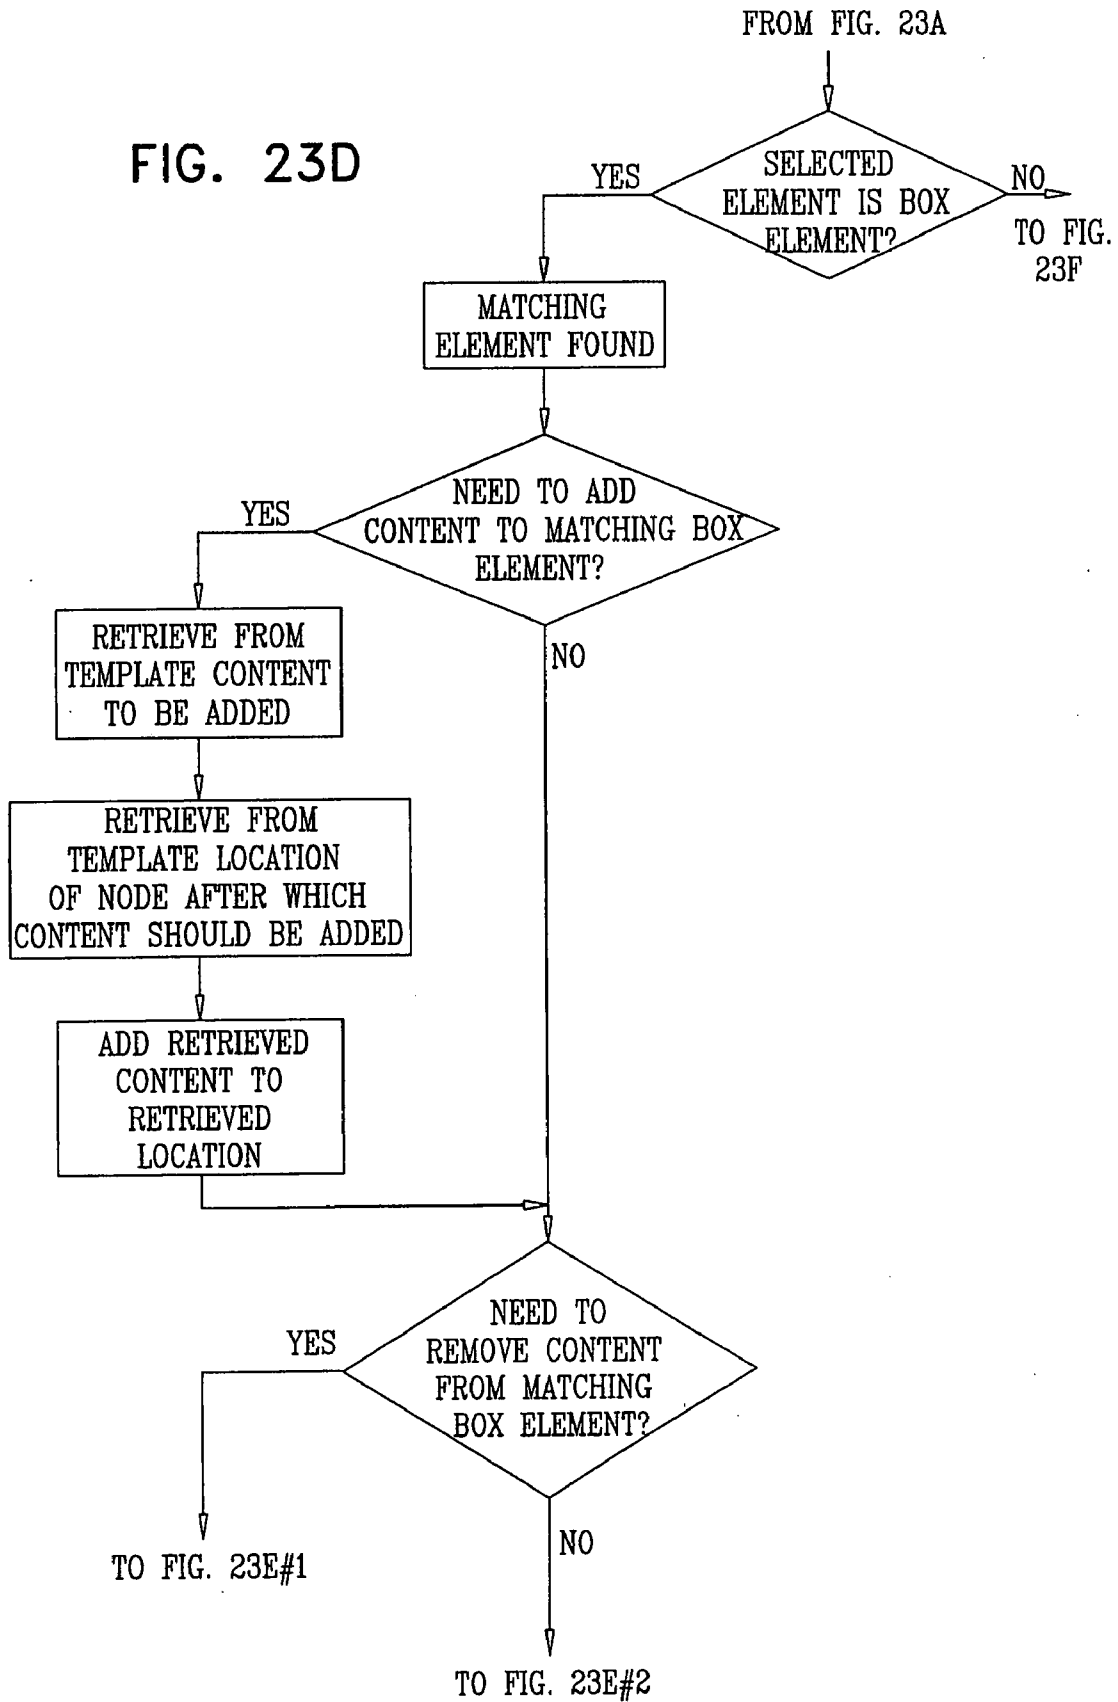 FROM FIG. 23A
FIG. 23D
SELECTED
ELEMENT IS BOX
ELEMENT?
YES
NO
TO FIG.
23F
MATCHING
ELEMENT FOUND
NEED TO ADD
CONTENT TO MATCHING BOX
ELEMENT?
YES
NO
RETRIEVE FROM
TEMPLATE CONTENT
TO BE ADDED
RETRIEVE FROM
TEMPLATE LOCATION
OF NODE AFTER WHICH
CONTENT SHOULD BE ADDED
ADD RETRIEVED
CONTENT TO
RETRIEVED
LOCATION
NEED TO
REMOVE CONTENT
FROM MATCHING
BOX ELEMENT?
YES
NO
TO FIG. 23E#1
TO FIG. 23E#2